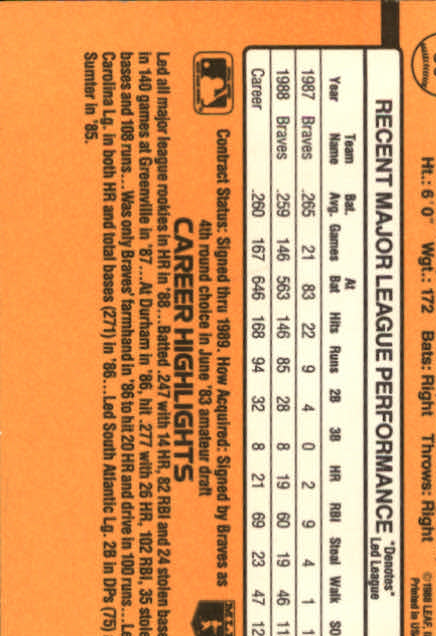 Ht.: 6' 0" Wgt.: 172 Bats: Right Throws: Right
© 1988 LEAF,
Printed in US
RECENT MAJOR LEAGUE PERFORMANCE
"Denotes"
Led League
Year Team Name Bat. Avg. Games At Bat Hits Runs 2B 3B HR RBI Steal Walk SO
1987 Braves .265 21 83 22 9 4 0 2 9 4 1 1
1988 Braves .259 146 563 146 85 28 8 19 60 19 46 11
Career .260 167 646 168 94 32 8 21 69 23 47 12
Contract Status: Signed thru 1989. How Acquired: Signed by Braves as
4th round choice in June '83 amateur draft
CAREER HIGHLIGHTS
Led all major league rookies in HR in '88...Batted .247 with 14 HR, 82 RBI and 24 stolen base
in 140 games at Greenville in '87...At Durham in '86, hit .277 with 26 HR, 102 RBI, 35 stole
bases and 108 runs...Was only Braves' farmhand in '86 to hit 20 HR and drive in 100 runs...Le
Carolina Lg. in both HR and total bases (271) in '86...Led South Atlantic Lg. 2B in DPs (75)
Sumter in '85.